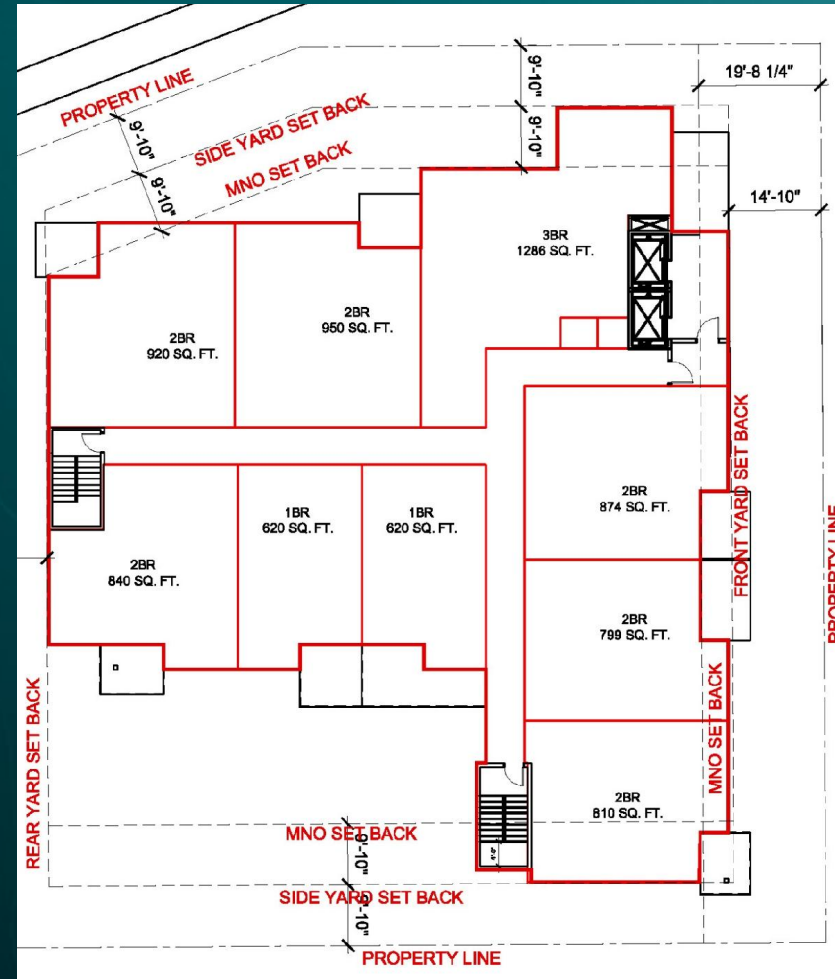 9'-10"
19'-8 1/4"
PROPERTY LINE
9'-10"
SIDE YARD SET BACK
9'-10"
MNO SET BACK
9'-10"
14'-10"
3BR
1286 SQ. FT.
2BR
920 SQ. FT.
2BR
950 SQ. FT.
2BR
874 SQ. FT.
FRONT YARD SET BACK
PROPERTY LINE
1BR
620 SQ. FT.
1BR
620 SQ. FT.
2BR
840 SQ. FT.
2BR
799 SQ. FT.
MNO SET BACK
REAR YARD SET BACK
2BR
810 SQ. FT.
MNO SET BACK
9'-10"
SIDE YARD SET BACK
9'-10"
PROPERTY LINE